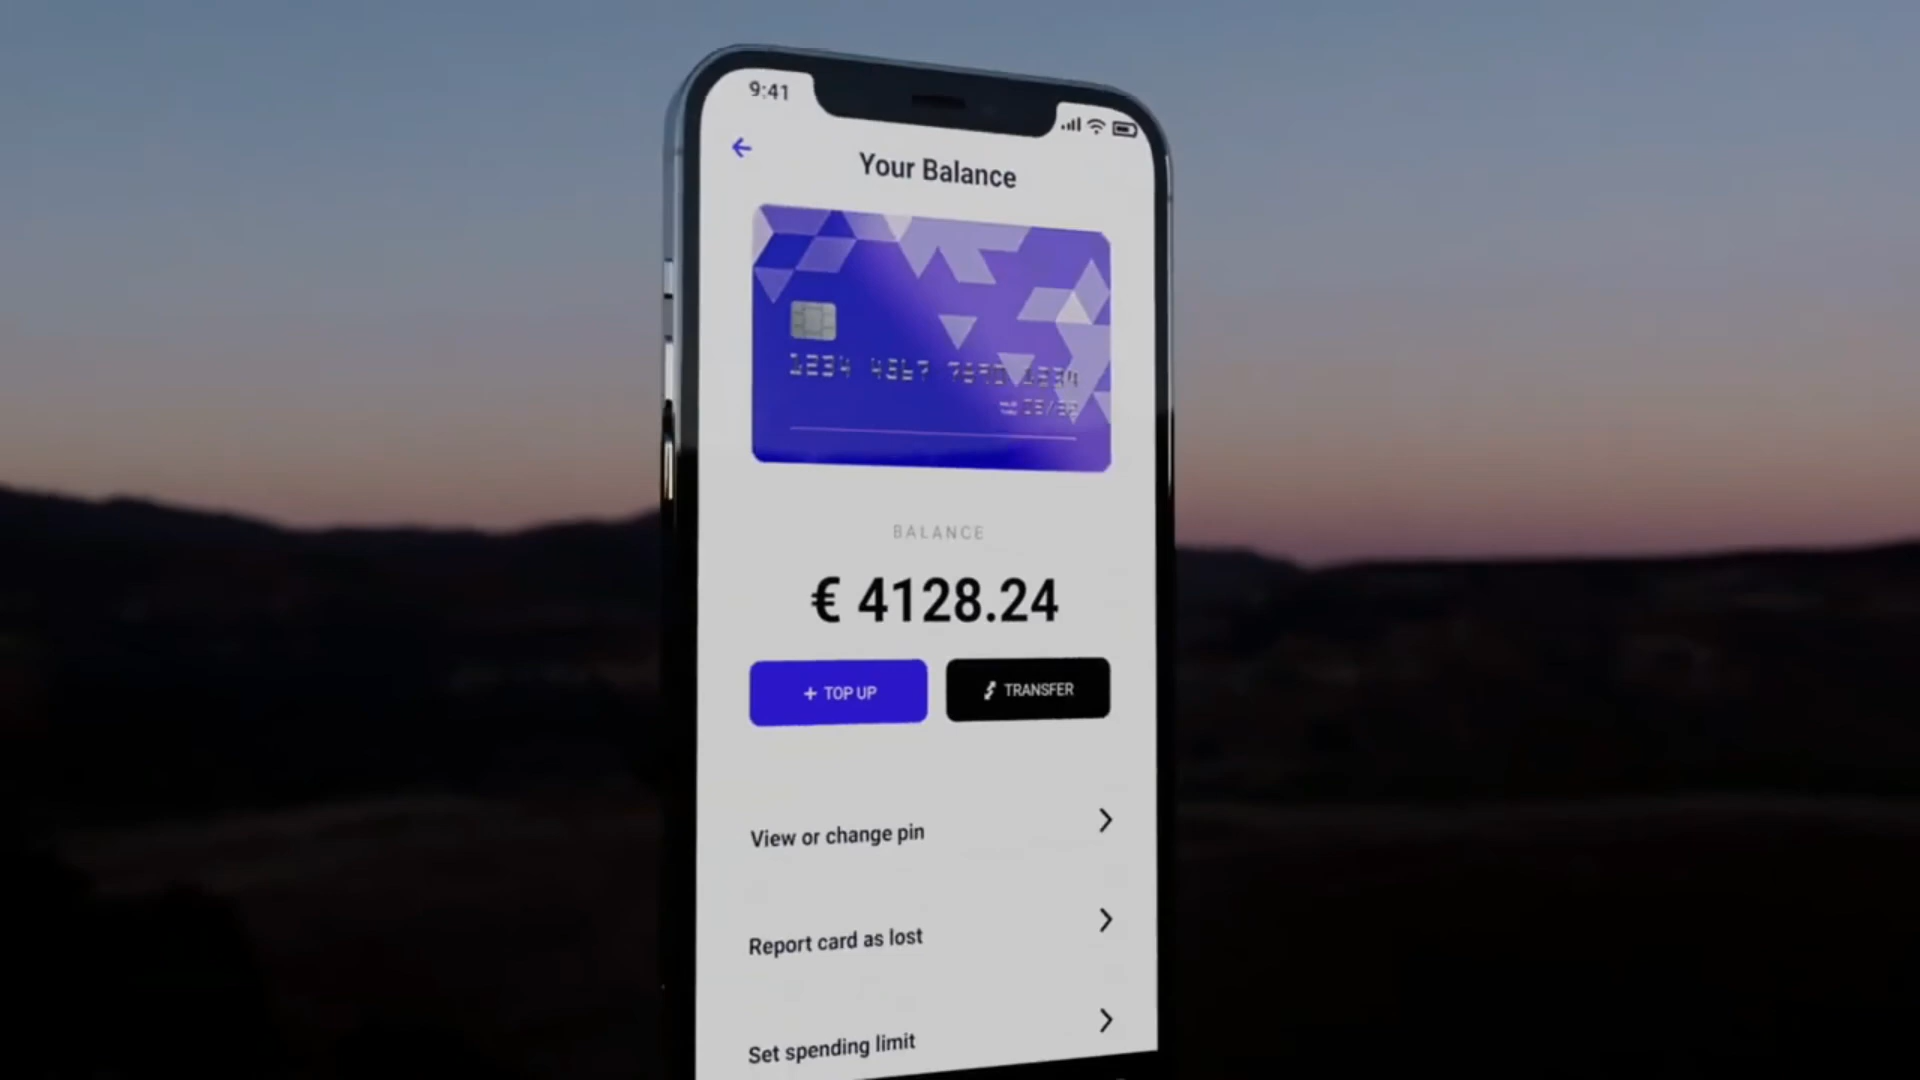 9:41
Your Balance
1234
BALANCE
€ 4128.24
+ TOP UP
TRANSFER
View or change pin
Report card as lost
Set spending limit